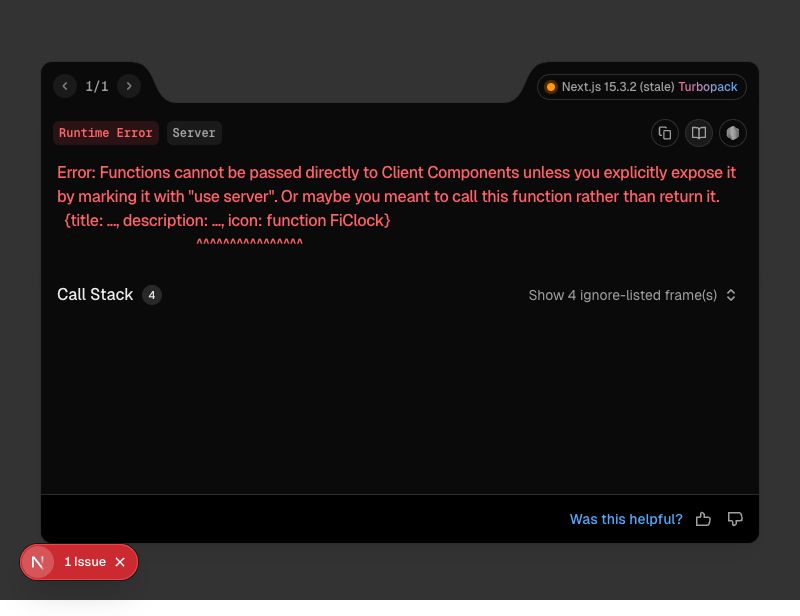 1/1
Next.js 15.3.2 (stale) Turbopack
Runtime Error Server
Error: Functions cannot be passed directly to Client Components unless you explicitly expose it
by marking it with "use server". Or maybe you meant to call this function rather than return it.
{title: ..., description: ..., icon: function FiClock}
^^^^^^^^^^^^^^^^
Call Stack 4
Show 4 ignore-listed frame(s)
Was this helpful?
N 1 Issue